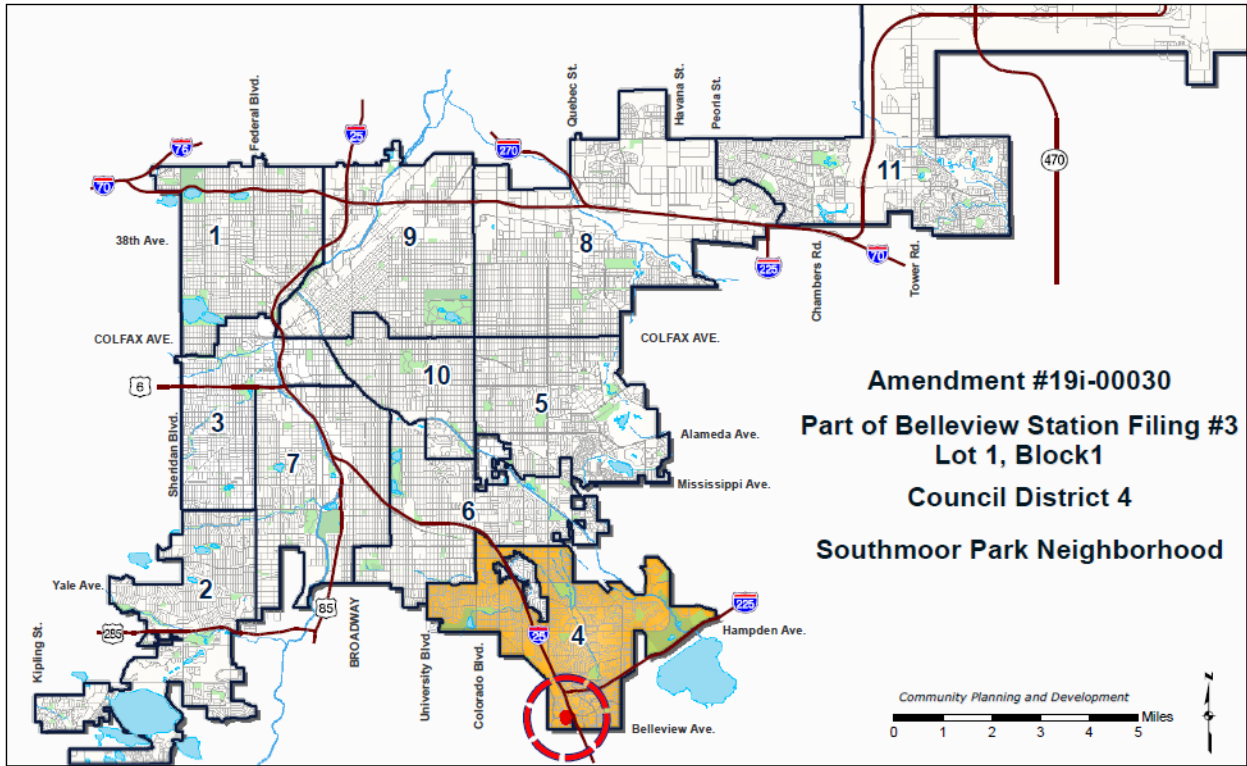 Federal Blvd.
Quebec St.
Havana St.
Peoria St.
76
25
270
70
470
11
38th Ave.
1
9
8
225
70
Chambers Rd.
Tower Rd.
COLFAX AVE.
COLFAX AVE.
6
10
5
Sheridan Blvd.
3
7
Alameda Ave.
Mississippi Ave.
6
Amendment #19i-00030
Part of Belleview Station Filing #3
Lot 1, Block1
Council District 4
Southmoor Park Neighborhood
Yale Ave.
2
85
285
Kipling St.
BROADWAY
University Blvd.
Colorado Blvd.
25
4
225
Hampden Ave.
Belleview Ave.
Community Planning and Development
Miles
0 1 2 3 4 5
N